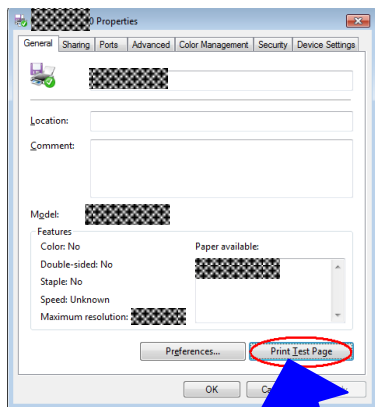 0 Properties
General Sharing Ports Advanced Color Management Security Device Settings
Location:
Comment:
Model:
Features
Color: No Paper available:
Double-sided: No
Staple: No
Speed: Unknown
Maximum resolution:
Preferences... Print Test Page
OK